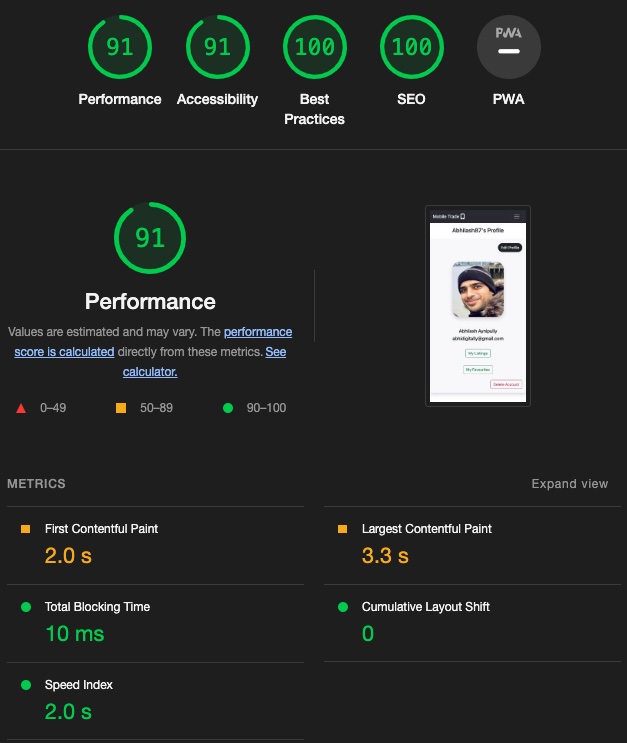 91
91
100
100
PWA
Performance
Accessibility
Best
Practices
SEO
PWA
91
Performance
Values are estimated and may vary. The performance
score is calculated directly from these metrics. See
calculator.
0–49
50–89
90–100
Mobile Trade
Abhilash87's Profile
Edit Profile
Abhilash Aynipully
abhidigitally@gmail.com
My Listings
My Favourites
Delete Account
METRICS
Expand view
First Contentful Paint
2.0 s
Largest Contentful Paint
3.3 s
Total Blocking Time
10 ms
Cumulative Layout Shift
0
Speed Index
2.0 s